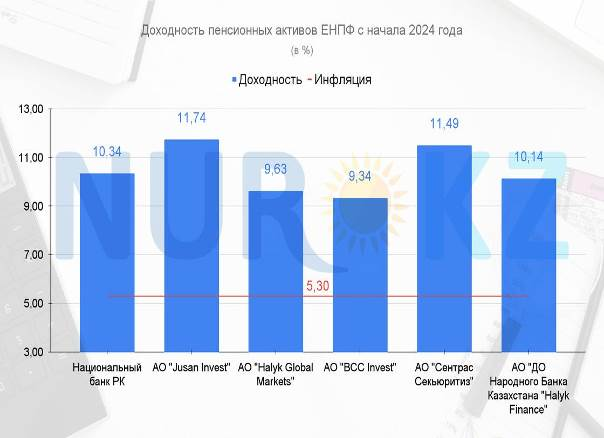 Доходность пенсионных активов ЕНПФ с начала 2024 года
(в %)
Доходность Инфляция
13,00
11,00
9,00
7,00
5,00
3,00
10.34
11,74
9,63
9,34
11,49
10,14
5,30
NUR KZ
Национальный
банк РК
АО "Jusan Invest"
АО "Halyk Global
Markets"
АО "BCC Invest"
АО "Сентрас
Секьюритиз"
АО "ДО
Народного Банка
Казахстана "Halyk
Finance"